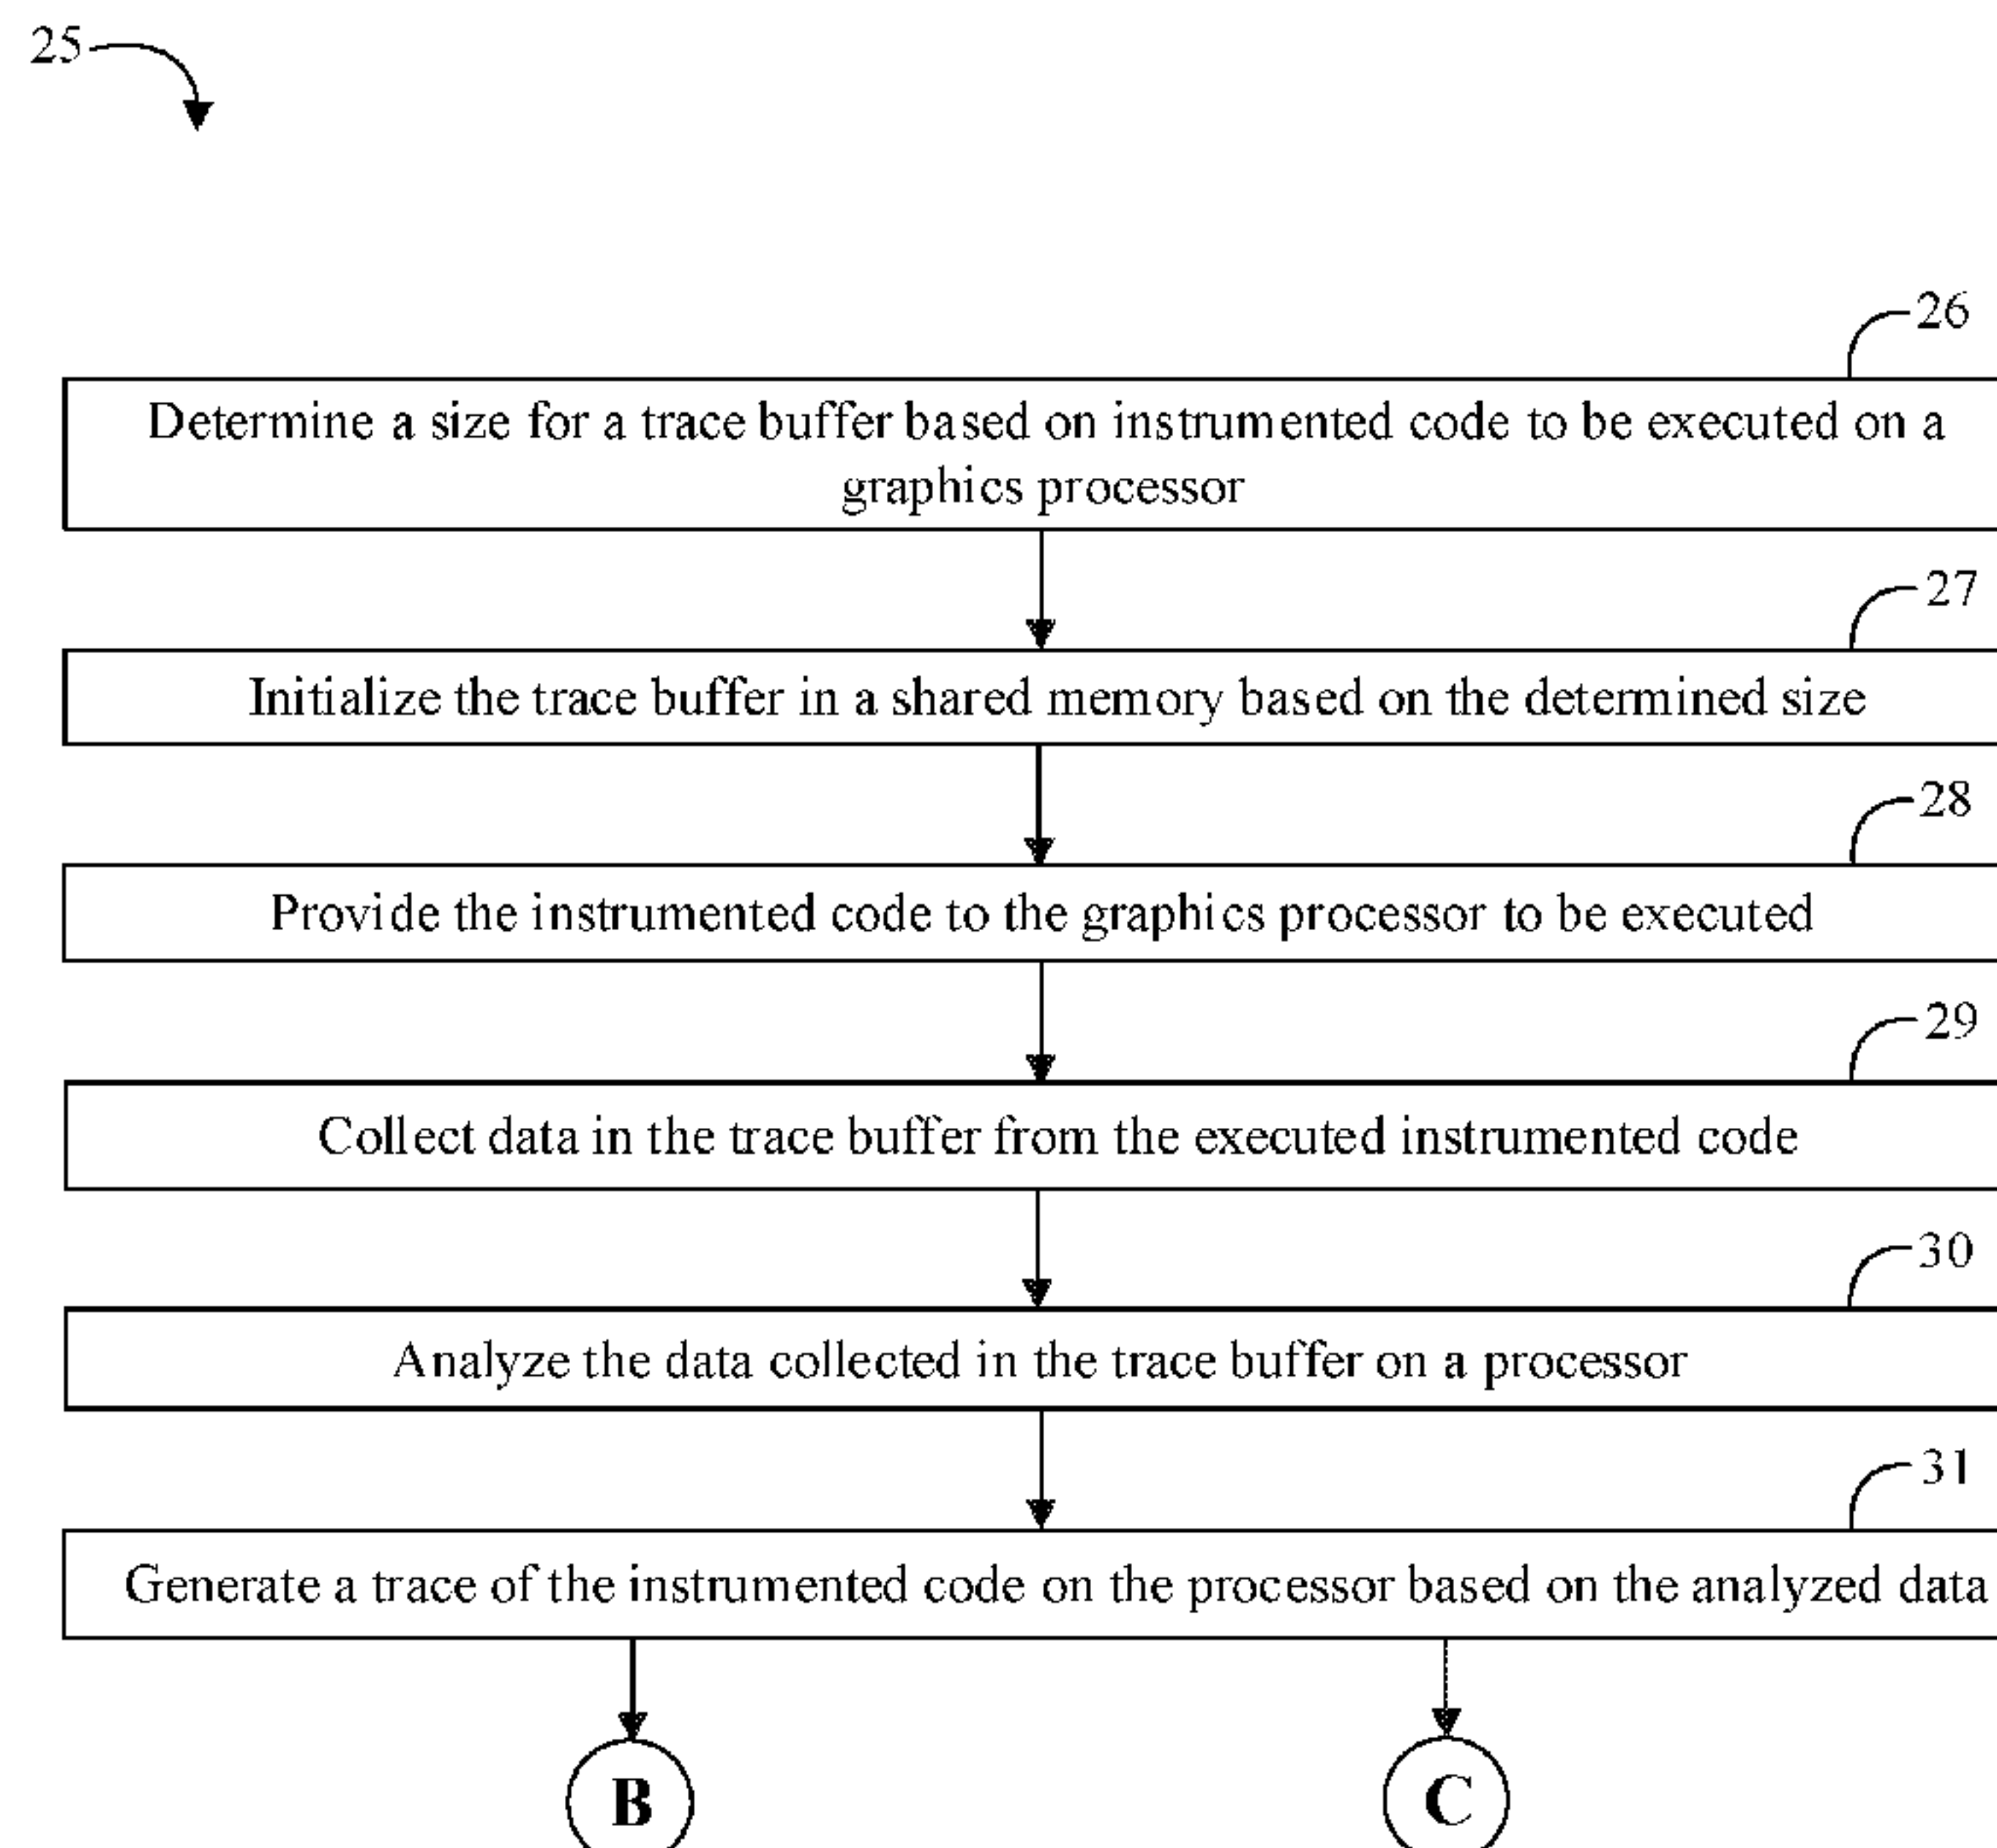 25
26
Determine a size for a trace buffer based on instrumented code to be executed on a
graphics processor
27
Initialize the trace buffer in a shared memory based on the determined size
28
Provide the instrumented code to the graphics processor to be executed
29
Collect data in the trace buffer from the executed instrumented code
30
Analyze the data collected in the trace buffer on a processor
31
Generate a trace of the instrumented code on the processor based on the analyzed data
B
C